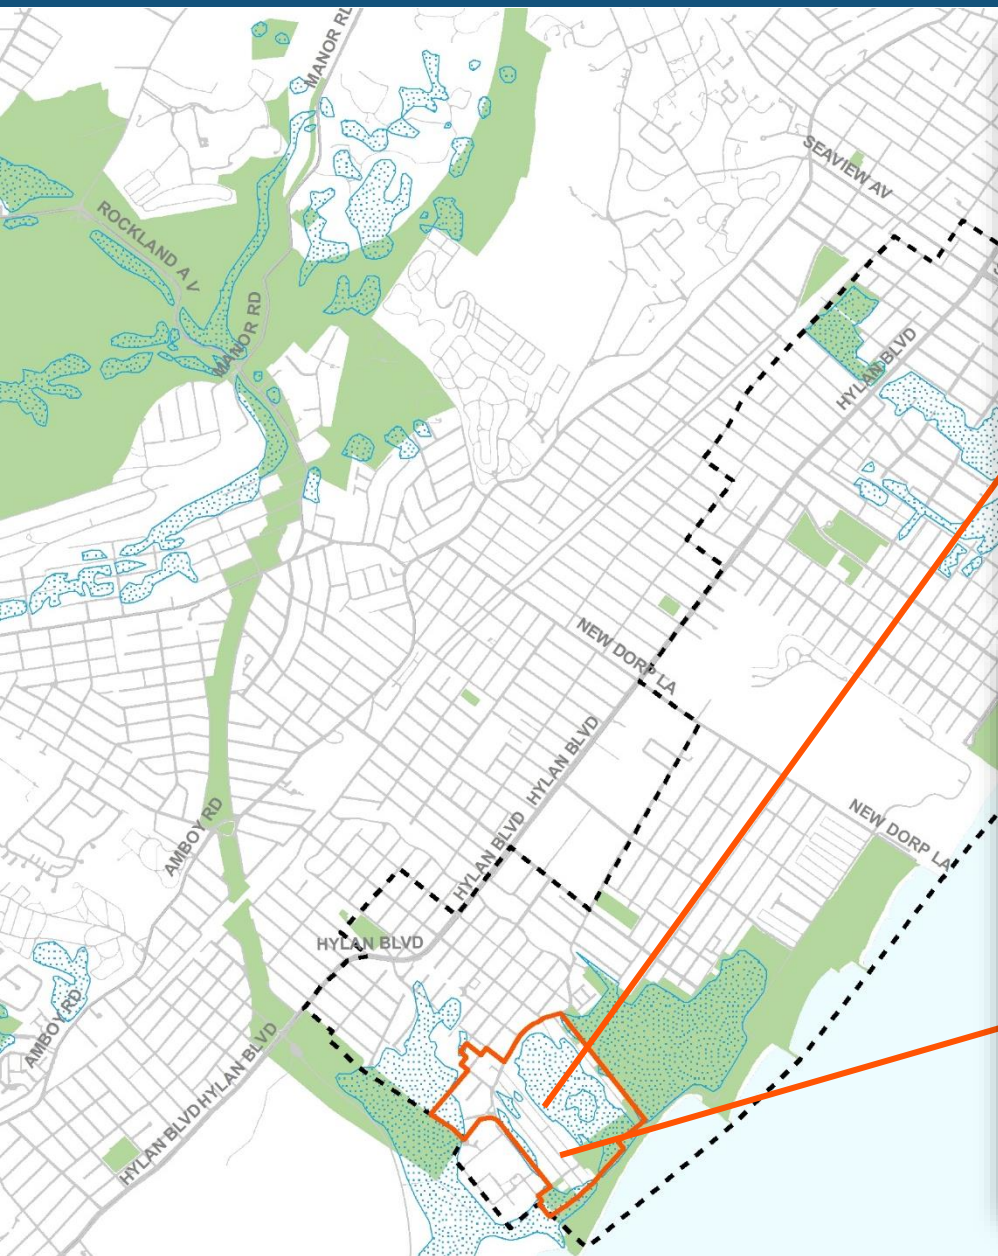 MANOR RD
SEAVIEW AV
ROCKLAND AV
MANOR RD
HYLAN BLVD
NEW DORP LA
HYLAN BLVD
AMBOY RD
HYLAN BLVD
NEW DORP LA
HYLAN BLVD
AMBOY RD
HYLAN BLVD
HYLAN BLVD